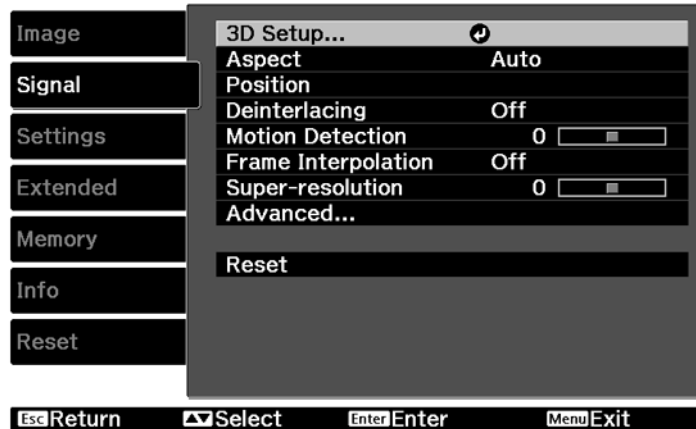 Image
Signal
Settings
Extended
Memory
Info
Reset
3D Setup...
Aspect Auto
Position
Deinterlacing Off
Motion Detection 0
Frame Interpolation Off
Super-resolution 0
Advanced...
Reset
Esc Return Select Enter Enter Menu Exit